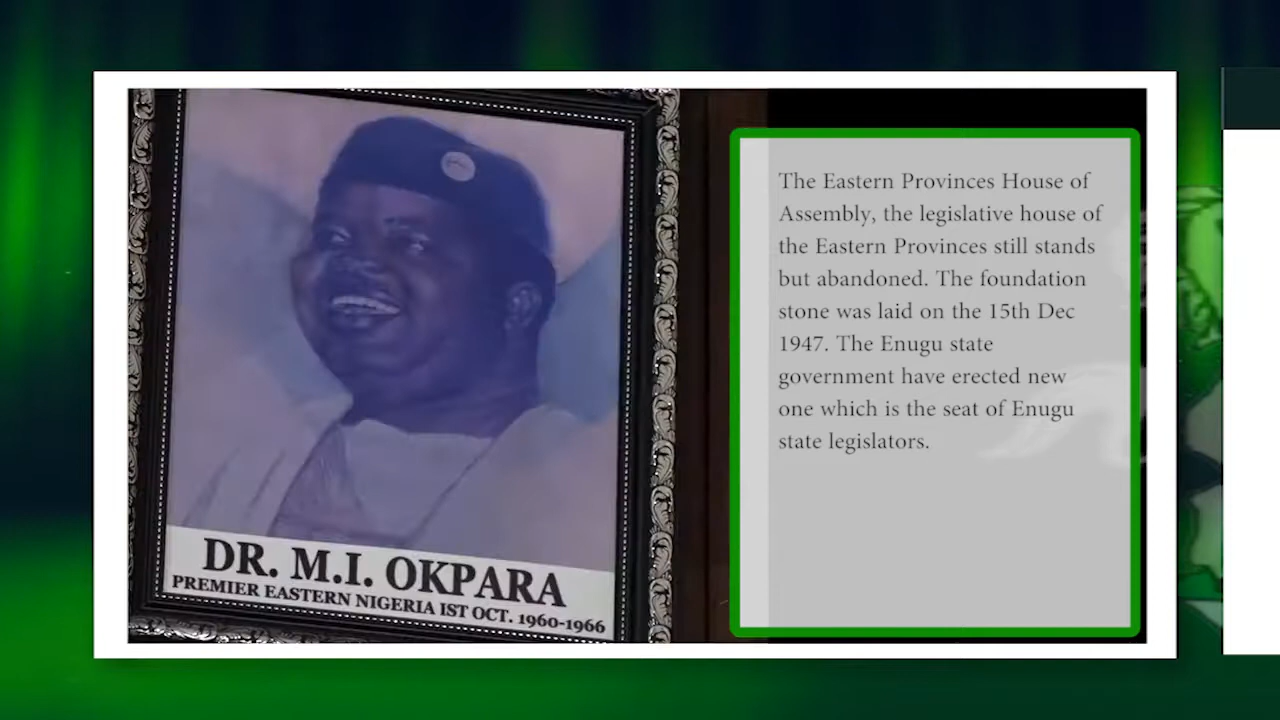 DR. M.I. OKPARA
PREMIER EASTERN NIGERIA IST OCT. 1960-1966
The Eastern Provinces House of
Assembly, the legislative house of
the Eastern Provinces still stands
but abandoned. The foundation
stone was laid on the 15th Dec
1947. The Enugu state
government have erected new
one which is the seat of Enugu
state legislators.